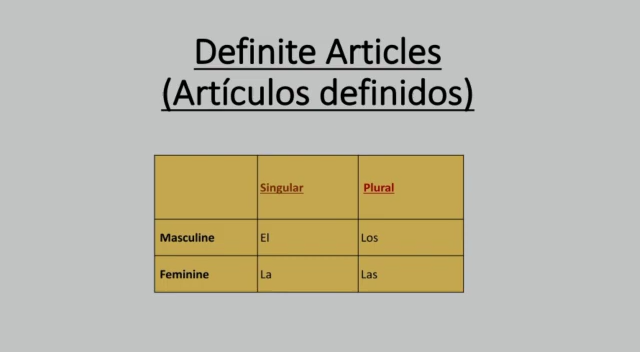 Definite Articles
(Artículos definidos)
Singular Plural
Masculine El Los
Feminine La Las